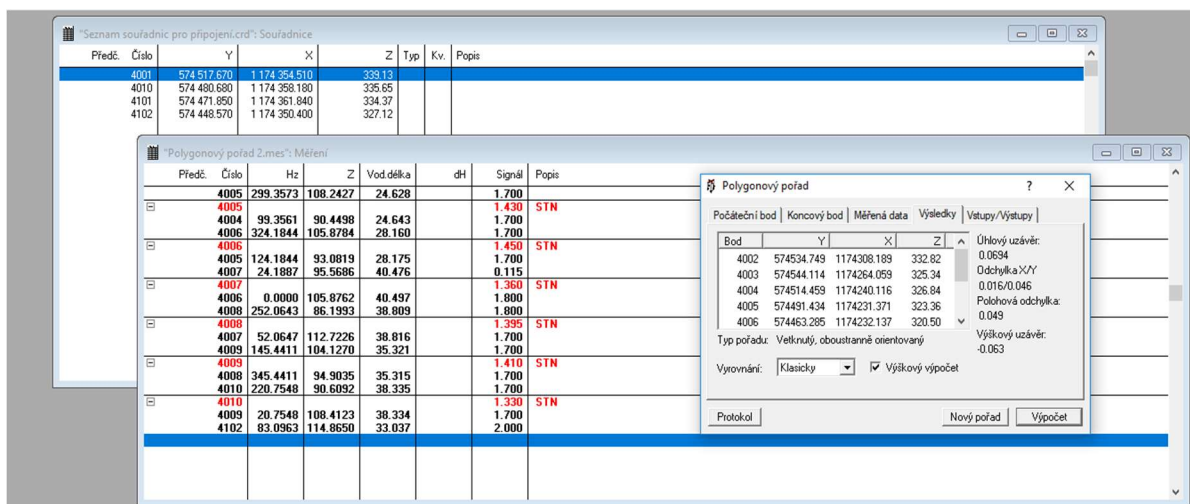 "Seznam souřadnic pro připojení.crd": Souřadnice
Předč. Číslo Y X Z Typ Kv. Popis
4001 574 517.670 1 174 354.510 339.13
4010 574 480.680 1 174 358.180 335.65
4101 574 471.850 1 174 361.840 334.37
4102 574 448.570 1 174 350.400 327.12
"Polygonový pořad 2.mes": Měření
Předč. Číslo Hz Z Vod.délka dH Signál Popis
4005 299.3573 108.2427 24.628 1.700
4005 1.430 STN
4004 99.3561 90.4498 24.643 1.700
4006 324.1844 105.8784 28.160 1.700
4006 1.450 STN
4005 124.1844 93.0819 28.175 1.700
4007 24.1887 95.5686 40.476 0.115
4007 1.360 STN
4006 0.0000 105.8762 40.497 1.800
4008 252.0643 86.1993 38.809 1.800
4008 1.395 STN
4007 52.0647 112.7226 38.816 1.700
4009 145.4411 104.1270 35.321 1.700
4009 1.410 STN
4008 345.4411 94.9035 35.315 1.700
4010 220.7548 90.6092 38.335 1.700
4010 1.330 STN
4009 20.7548 108.4123 38.334 1.700
4102 83.0963 114.8650 33.037 2.000
Polygonový pořad ?
Počáteční bod Koncový bod Měřená data Výsledky Vstupy/Výstupy
Bod Y X Z
4002 574534.749 1174308.189 332.82
4003 574544.114 1174264.059 325.34
4004 574514.459 1174240.116 326.84
4005 574491.434 1174231.371 323.36
4006 574463.285 1174232.137 320.50
Úhlový uzávěr:
0.0694
Odchylka X/Y
0.016/0.046
Polohová odchylka:
0.049
Výškový uzávěr:
-0.063
Typ pořadu: Vetknutý, oboustranně orientovaný
Vyrovnání: Klasicky Výškový výpočet
Protokol Nový pořad Výpočet